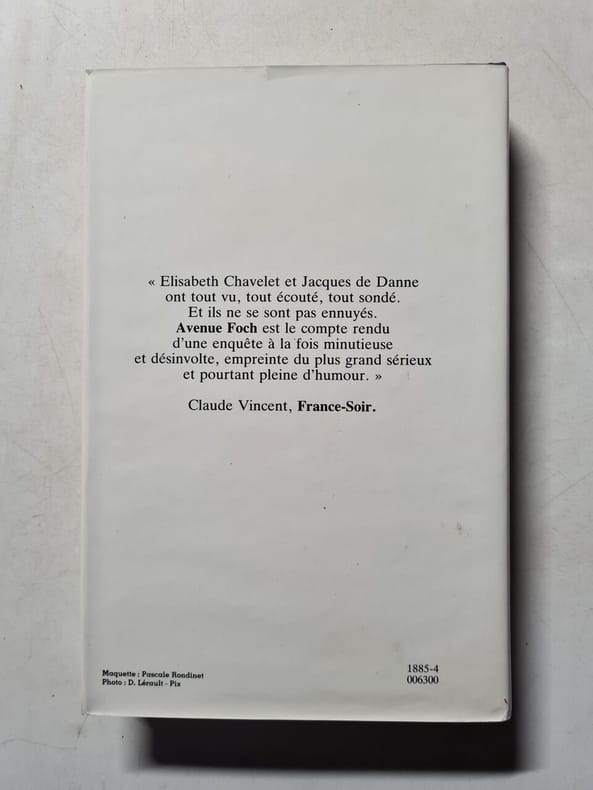 « Elisabeth Chavelet et Jacques de Danne
ont tout vu, tout écouté, tout sondé.
Et ils ne se sont pas ennuyés.
Avenue Foch est le compte rendu
d'une enquête à la fois minutieuse
et désinvolte, empreinte du plus grand sérieux
et pourtant pleine d'humour. »
Claude Vincent, France-Soir.
Maquette : Pascale Rondinet
Photo : D. Lérault - Pix
1885-4
006300